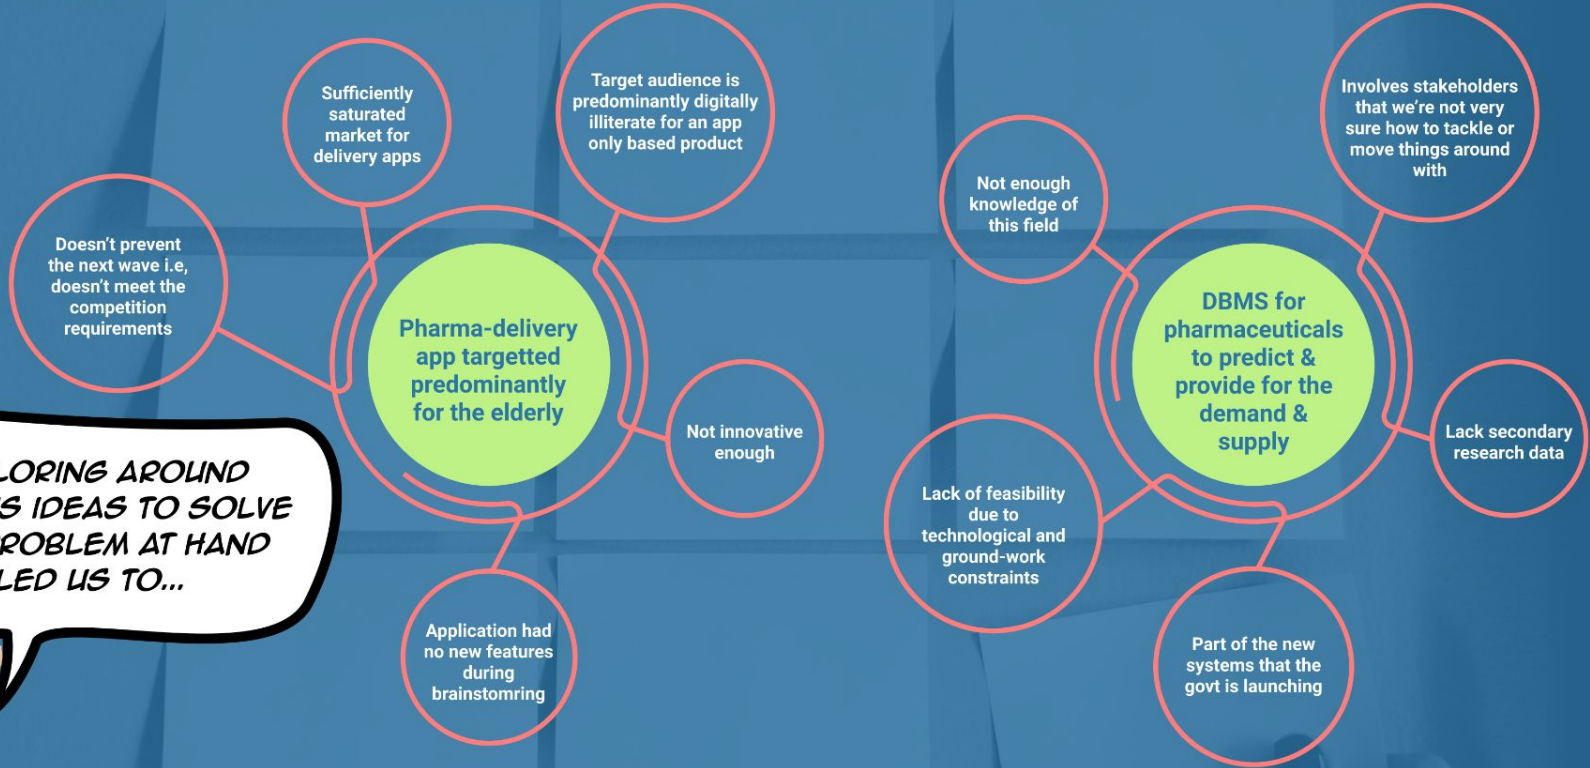 Sufficiently
saturated
market for
delivery apps
Target audience is
predominantly digitally
illiterate for an app
only based product
Doesn’t prevent
the next wave i.e,
doesn’t meet the
competition
requirements
Pharma-delivery
app targetted
predominantly
for the elderly
Not innovative
enough
Application had
no new features
during
brainstomring
LORING AROUND
S IDEAS TO SOLVE
ROBLEM AT HAND
LED US TO...
Involves stakeholders
that we’re not very
sure how to tackle or
move things around
with
Not enough
knowledge of
this field
DBMS for
pharmaceuticals
to predict &
provide for the
demand &
supply
Lack secondary
research data
Lack of feasibility
due to
technological and
ground-work
constraints
Part of the new
systems that the
govt is launching